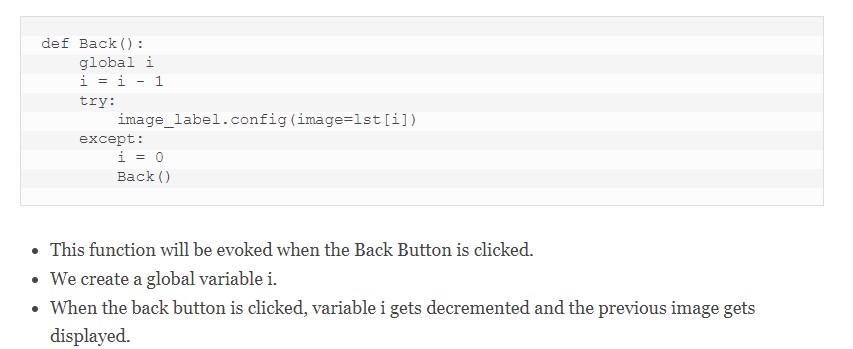 def Back():
    global i
    i = i - 1
    try:
        image_label.config(image=lst[i])
    except:
        i = 0
        Back()
• This function will be evoked when the Back Button is clicked.
• We create a global variable i.
• When the back button is clicked, variable i gets decremented and the previous image gets
displayed.